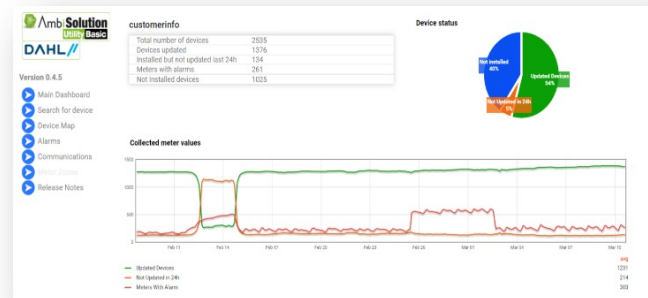 AmbiSolution
Utility Basic
DAHL
Version 0.4.5
Main Dashboard
Search for device
Device Map
Alarms
Communications
Meter Zones
Release Notes
customerinfo
Total number of devices 2535
Devices updated 1376
Installed but not updated last 24h 134
Meters with alarms 261
Not Installed devices 1025
Device status
Not installed
40%
Updated Devices
54%
Not Updated in 24h
5%
Collected meter values
1500
1000
500
0
Feb 11 Feb 14 Feb 17 Feb 20 Feb 23 Feb 26 Mar 01 Mar 04 Mar 07 Mar 10
avg
Updated Devices 1231
Not Updated in 24h 214
Meters With Alarm 303